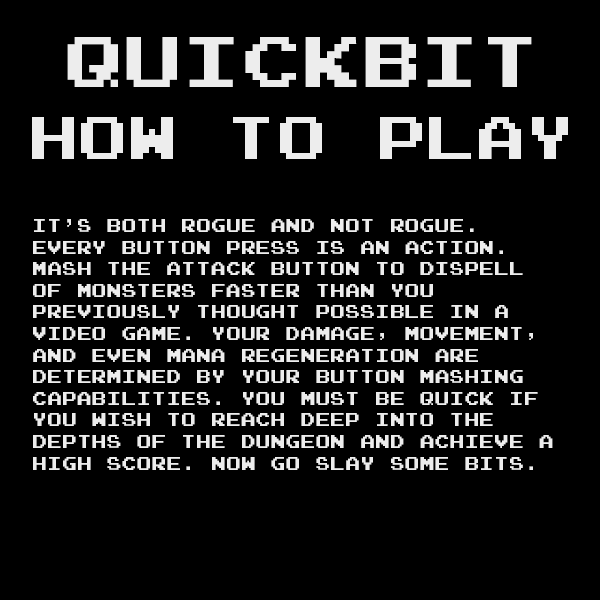 QUICKBIT
HOW TO PLAY
IT'S BOTH ROGUE AND NOT ROGUE.
EVERY BUTTON PRESS IS AN ACTION.
MASH THE ATTACK BUTTON TO DISPELL
OF MONSTERS FASTER THAN YOU
PREVIOUSLY THOUGHT POSSIBLE IN A
VIDEO GAME. YOUR DAMAGE, MOVEMENT,
AND EVEN MANA REGENERATION ARE
DETERMINED BY YOUR BUTTON MASHING
CAPABILITIES. YOU MUST BE QUICK IF
YOU WISH TO REACH DEEP INTO THE
DEPTHS OF THE DUNGEON AND ACHIEVE A
HIGH SCORE. NOW GO SLAY SOME BITS.